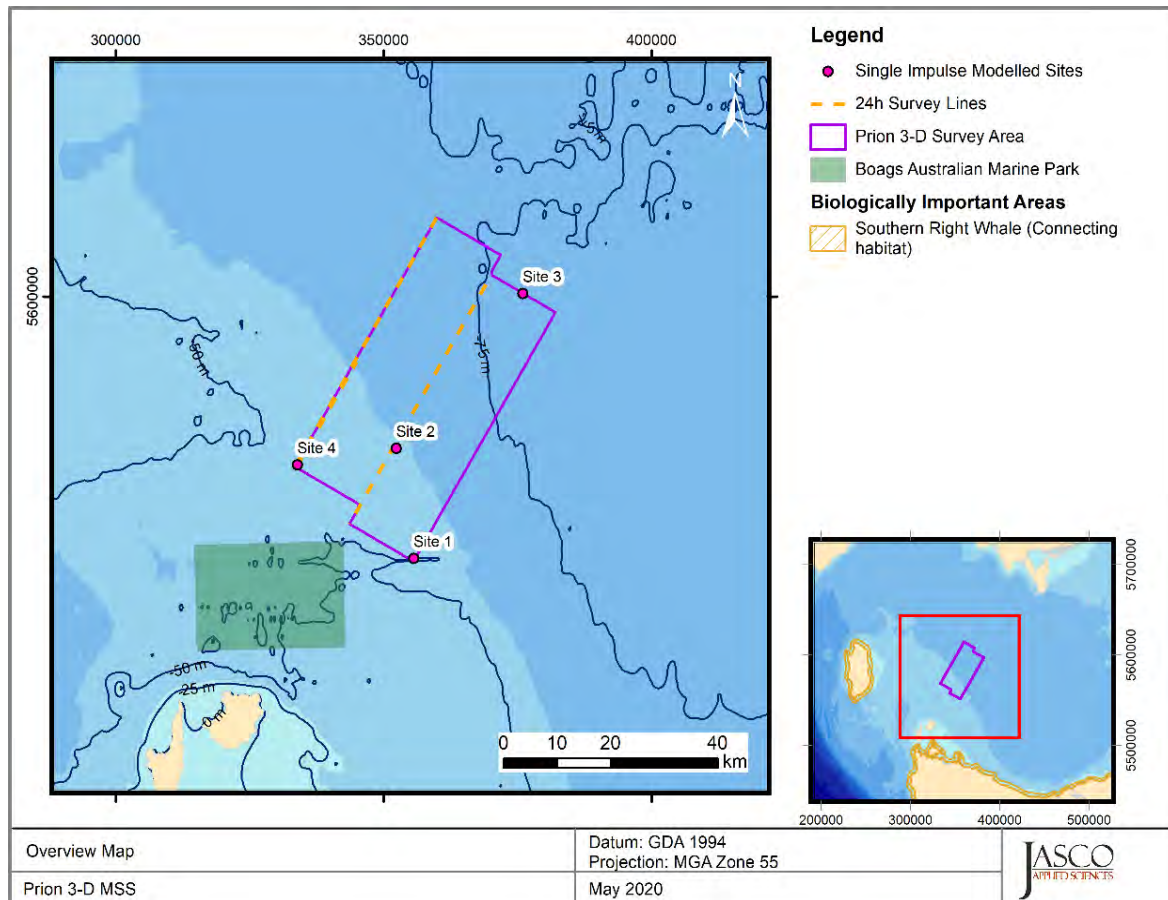 300000
350000
400000
5600000
-75 m
N
Site 3
-75 m
50 m
Site 2
Site 4
Site 1
-50 m
-25 m
0 m
0 10 20 40
km
Legend
Single Impulse Modelled Sites
24h Survey Lines
Prion 3-D Survey Area
Boags Australian Marine Park
Biologically Important Areas
Southern Right Whale (Connecting
habitat)
5700000
5600000
5500000
200000 300000 400000 500000
Overview Map
Datum: GDA 1994
Projection: MGA Zone 55
Prion 3-D MSS
May 2020
JASCO
APPLIED SCIENCES